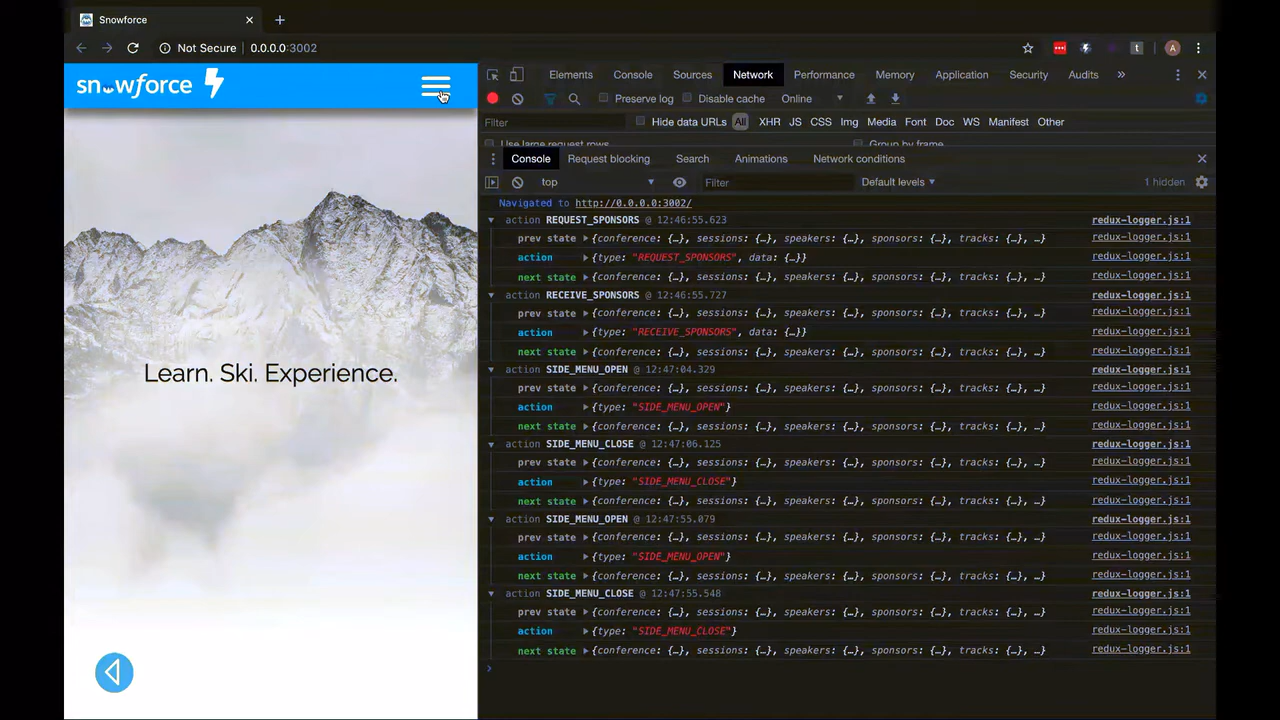 Snowforce
Not Secure 0.0.0.0:3002
t A
snowforce
Learn. Ski. Experience.
Elements Console Sources Network Performance Memory Application Security Audits »
Preserve log Disable cache Online
Filter Hide data URLs All XHR JS CSS Img Media Font Doc WS Manifest Other
Use large request rows Group by frame
Console Request blocking Search Animations Network conditions
top Filter Default levels 1 hidden
Navigated to http://0.0.0.0:3002/
action REQUEST_SPONSORS @ 12:46:55.623 redux-logger.js:1
prev state {conference: {…}, sessions: {…}, speakers: {…}, sponsors: {…}, tracks: {…}, …} redux-logger.js:1
action {type: "REQUEST_SPONSORS", data: {…}} redux-logger.js:1
next state {conference: {…}, sessions: {…}, speakers: {…}, sponsors: {…}, tracks: {…}, …} redux-logger.js:1
action RECEIVE_SPONSORS @ 12:46:55.727 redux-logger.js:1
prev state {conference: {…}, sessions: {…}, speakers: {…}, sponsors: {…}, tracks: {…}, …} redux-logger.js:1
action {type: "RECEIVE_SPONSORS", data: {…}} redux-logger.js:1
next state {conference: {…}, sessions: {…}, speakers: {…}, sponsors: {…}, tracks: {…}, …} redux-logger.js:1
action SIDE_MENU_OPEN @ 12:47:04.329 redux-logger.js:1
prev state {conference: {…}, sessions: {…}, speakers: {…}, sponsors: {…}, tracks: {…}, …} redux-logger.js:1
action {type: "SIDE_MENU_OPEN"} redux-logger.js:1
next state {conference: {…}, sessions: {…}, speakers: {…}, sponsors: {…}, tracks: {…}, …} redux-logger.js:1
action SIDE_MENU_CLOSE @ 12:47:06.125 redux-logger.js:1
prev state {conference: {…}, sessions: {…}, speakers: {…}, sponsors: {…}, tracks: {…}, …} redux-logger.js:1
action {type: "SIDE_MENU_CLOSE"} redux-logger.js:1
next state {conference: {…}, sessions: {…}, speakers: {…}, sponsors: {…}, tracks: {…}, …} redux-logger.js:1
action SIDE_MENU_OPEN @ 12:47:55.079 redux-logger.js:1
prev state {conference: {…}, sessions: {…}, speakers: {…}, sponsors: {…}, tracks: {…}, …} redux-logger.js:1
action {type: "SIDE_MENU_OPEN"} redux-logger.js:1
next state {conference: {…}, sessions: {…}, speakers: {…}, sponsors: {…}, tracks: {…}, …} redux-logger.js:1
action SIDE_MENU_CLOSE @ 12:47:55.548 redux-logger.js:1
prev state {conference: {…}, sessions: {…}, speakers: {…}, sponsors: {…}, tracks: {…}, …} redux-logger.js:1
action {type: "SIDE_MENU_CLOSE"} redux-logger.js:1
next state {conference: {…}, sessions: {…}, speakers: {…}, sponsors: {…}, tracks: {…}, …} redux-logger.js:1